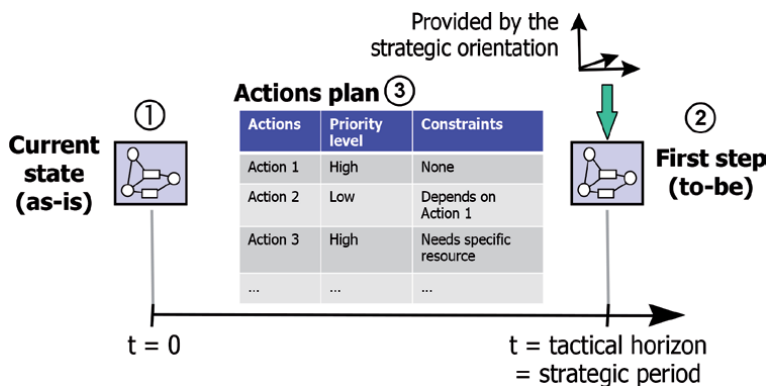 Provided by the
strategic orientation
Actions plan ③
①
②
Current
state
(as-is)
First step
(to-be)
Actions Priority level Constraints
Action 1 High None
Action 2 Low Depends on Action 1
Action 3 High Needs specific resource
... ... ...
t = 0
t = tactical horizon
= strategic period